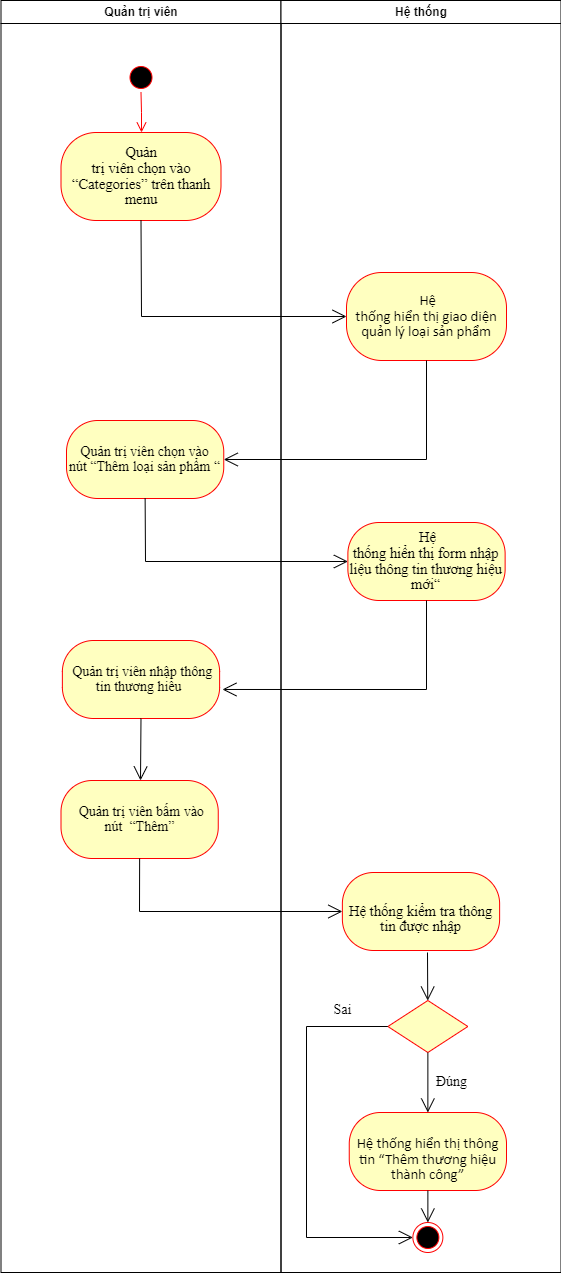 Quản trị viên
Hệ thống
Quản
trị viên chọn vào
“Categories” trên thanh
menu
Hệ
thống hiển thị giao diện
quản lý loại sản phẩm
Quản trị viên chọn vào
nút “Thêm loại sản phẩm “
Hệ
thống hiển thị form nhập
liệu thông tin thương hiệu
mới“
Quản trị viên nhập thông
tin thương hiêu
Quản trị viên bấm vào
nút “Thêm”
Hệ thống kiểm tra thông
tin được nhập
Sai
Đúng
Hệ thống hiển thị thông
tin “Thêm thương hiệu
thành công”